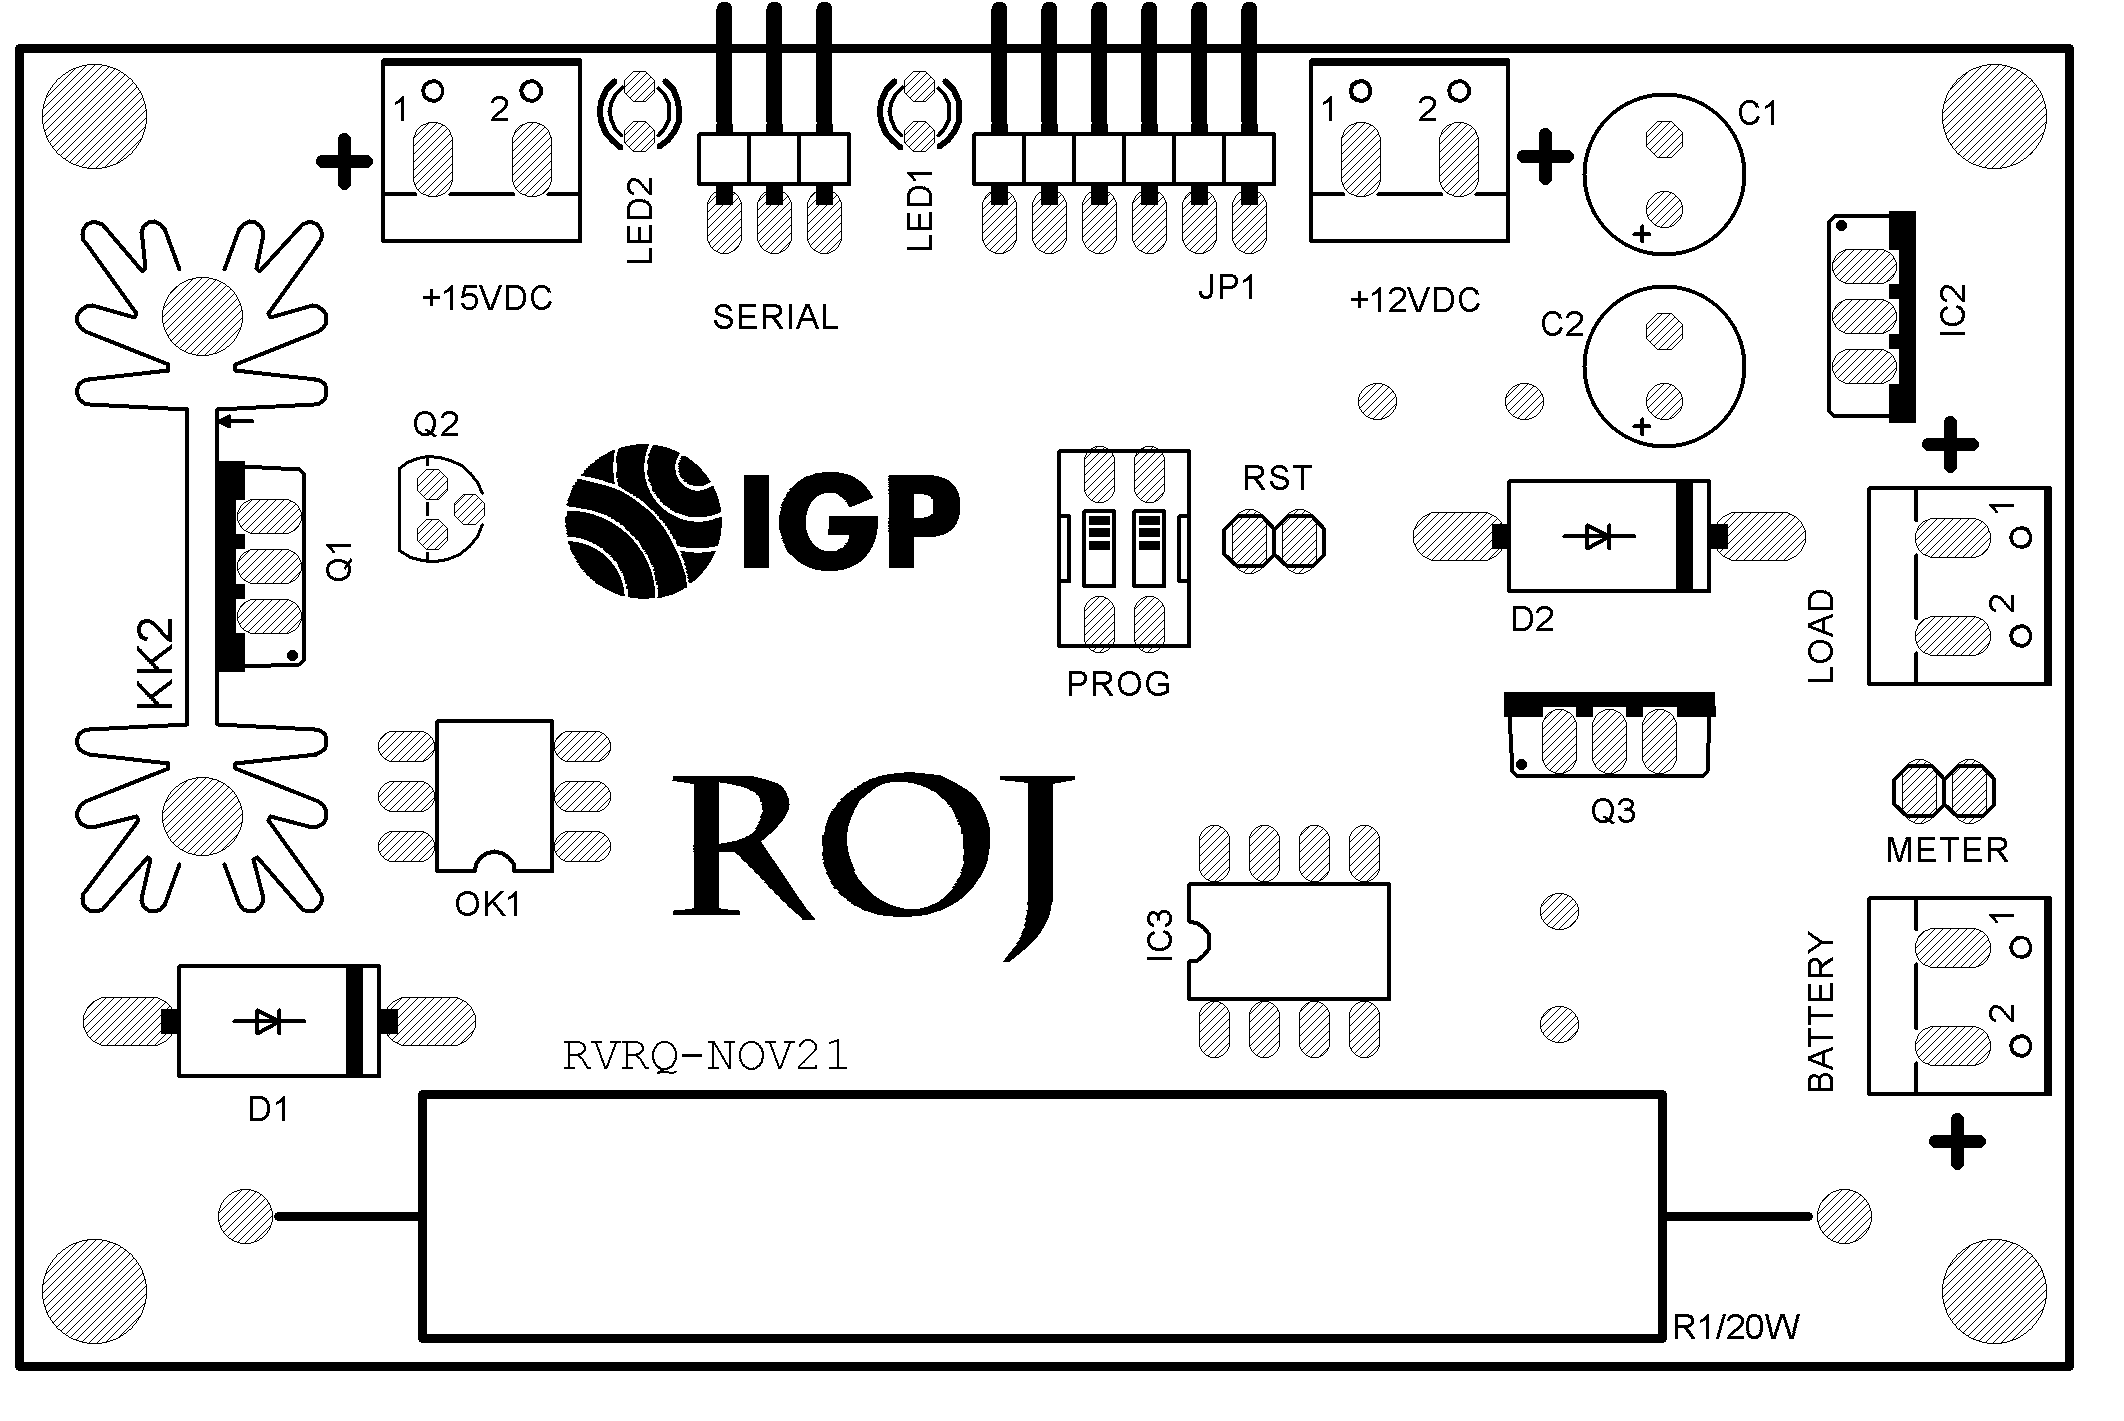 1 2
+
LED2
LED1
1 2
+
C1
+
+15VDC
SERIAL
JP1
+12VDC
C2
+
IC2
+
Q2
IGP
RST
Q1
1
2
LOAD
D2
KK2
PROG
Q3
METER
OK1
ROJ
IC3
1
2
BATTERY
+
RVRQ-NOV21
D1
R1/20W